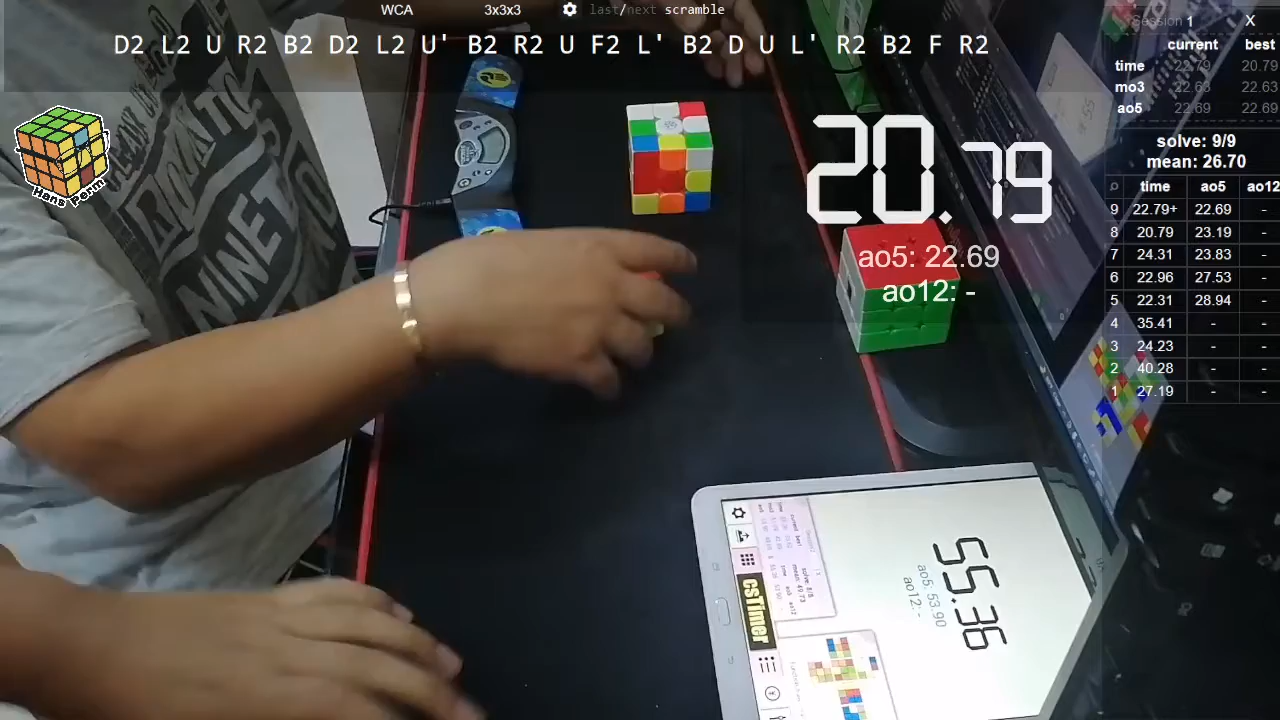 WCA 3x3x3 last/next scramble
D2 L2 U R2 B2 D2 L2 U' B2 R2 U F2 L' B2 D U L' R2 B2 F R2
Hans Perm
20.79
ao5: 22.69
ao12: -
Session 1 X
current best
time 22.79 20.79
mo3 22.63 22.63
ao5 22.69 22.69
solve: 9/9
mean: 26.70
time ao5 ao12
9 22.79+ 22.69 -
8 20.79 23.19 -
7 24.31 23.83 -
6 22.96 27.53 -
5 22.31 28.94 -
4 35.41 - -
3 24.23 - -
2 40.28 - -
1 27.19 - -
NINET
csTimer
55.36
ao5: 53.90
ao12: -